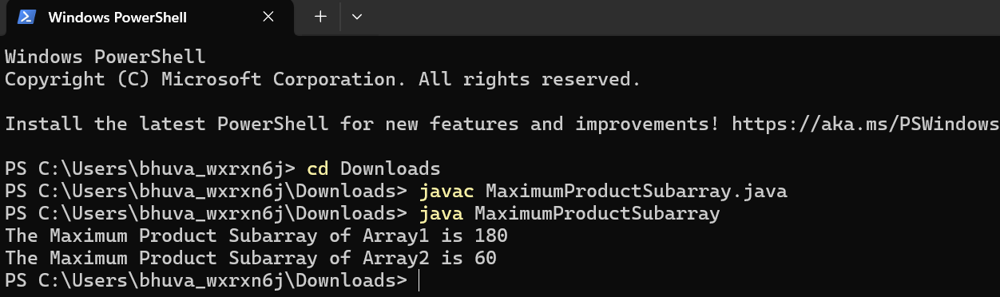 Windows PowerShell
Windows PowerShell
Copyright (C) Microsoft Corporation. All rights reserved.
Install the latest PowerShell for new features and improvements! https://aka.ms/PSWindows
PS C:\Users\bhuva_wxrxn6j> cd Downloads
PS C:\Users\bhuva_wxrxn6j\Downloads> javac MaximumProductSubarray.java
PS C:\Users\bhuva_wxrxn6j\Downloads> java MaximumProductSubarray
The Maximum Product Subarray of Array1 is 180
The Maximum Product Subarray of Array2 is 60
PS C:\Users\bhuva_wxrxn6j\Downloads>